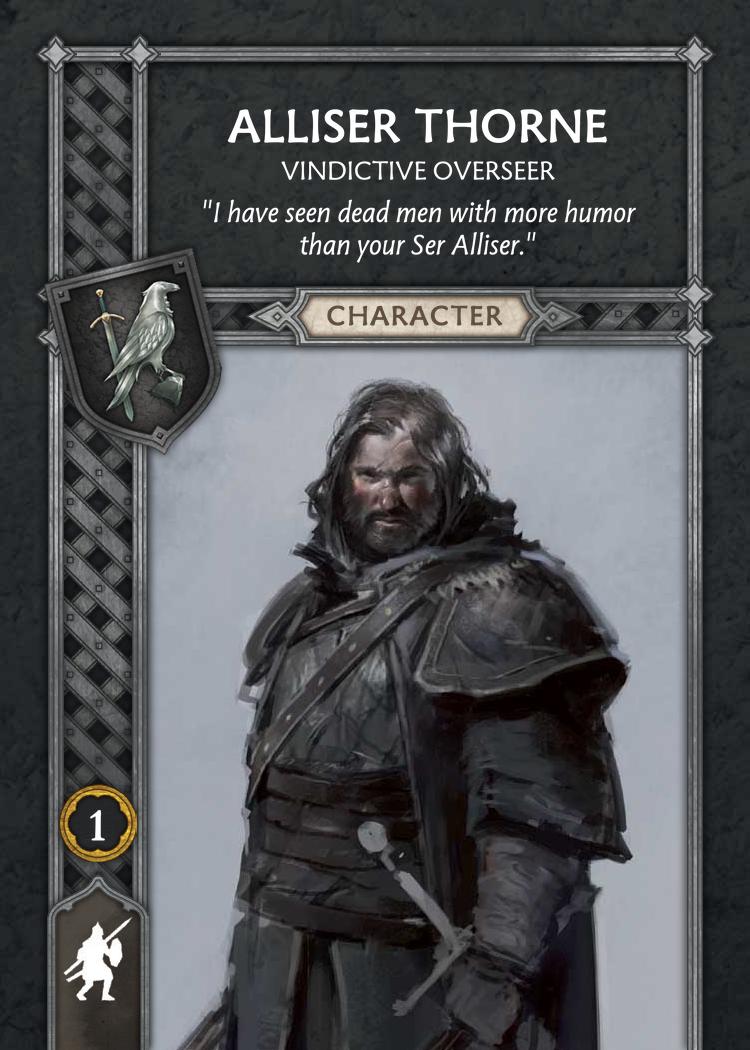 ALLISER THORNE
VINDICTIVE OVERSEER
"I have seen dead men with more humor
than your Ser Alliser."
CHARACTER
1